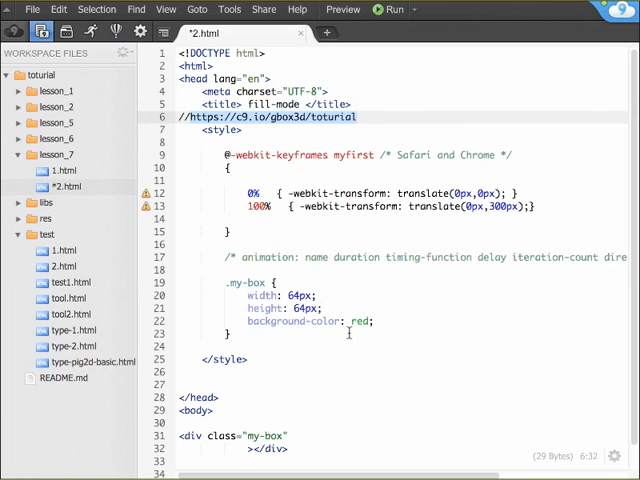 File Edit Find View Goto Tools Share Help Preview Run
WORKSPACE FILES
*2.html
toturial
lesson_1
lesson_2
lesson_5
lesson_6
lesson_7
1.html
*2.html
libs
res
test
1.html
2.html
test1.html
tool.html
tool2.html
type-1.html
type-2.html
type-pig2d-basic.html
README.md
1 <!DOCTYPE html>
2 <html>
3 <head lang="en">
4 <meta charset="UTF-8">
5 <title> fill-mode </title>
6 //https://c9.io/gbox3d/toturial
7 <style>
8
9 @-webkit-keyframes myfirst /* Safari and Chrome */
10 {
11
12 0% { -webkit-transform: translate(0px,0px); }
13 100% { -webkit-transform: translate(0px,300px);}
14
15 }
16
17 /* animation: name duration timing-function delay iteration-count dire
18
19 .my-box {
20 width: 64px;
21 height: 64px;
22 background-color: red;
23 }
24
25 </style>
26
27
28 </head>
29 <body>
30
31 <div class="my-box"
32 ></div>
33
34
(29 Bytes) 6:32